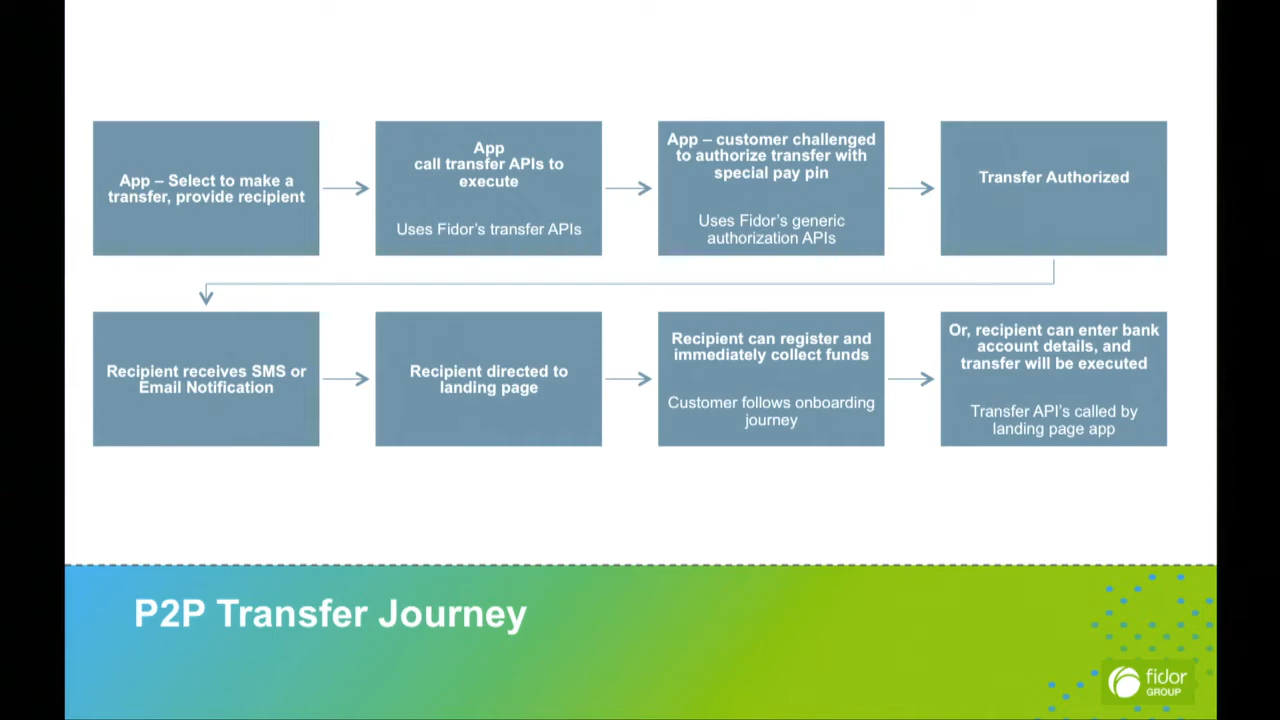 App – Select to make a
transfer, provide recipient
App
call transfer APIs to
execute
Uses Fidor's transfer APIs
App – customer challenged
to authorize transfer with
special pay pin
Uses Fidor's generic
authorization APIs
Transfer Authorized
Recipient receives SMS or
Email Notification
Recipient directed to
landing page
Recipient can register and
immediately collect funds
Customer follows onboarding
journey
Or, recipient can enter bank
account details, and
transfer will be executed
Transfer API's called by
landing page app
P2P Transfer Journey
fidor
GROUP